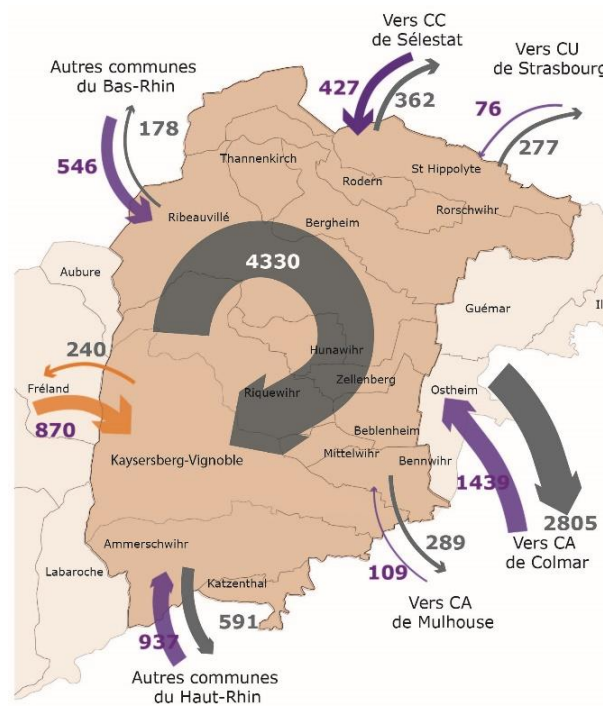 Vers CC
de Sélestat
Vers CU
de Strasbourg
Autres communes
du Bas-Rhin
427
362
76
277
178
546
Thannenkirch
Rodern
St Hippolyte
Rorschwihr
Ribeauvillé
Bergheim
4330
Aubure
Guémar
Il
240
Hunawihr
Fréland
Riquewihr
Zellenberg
Ostheim
870
Beblenheim
Kaysersberg-Vignoble
Mittelwihr
Bennwihr
1439
2805
Ammerschwihr
289
Vers CA
de Colmar
Labaroche
Katzenthal
109
591
937
Vers CA
de Mulhouse
Autres communes
du Haut-Rhin